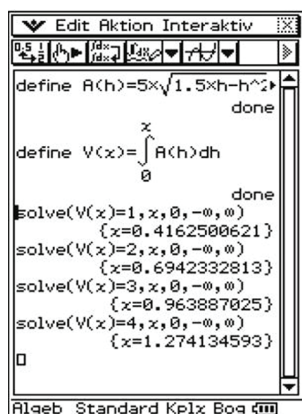 Edit Aktion Interaktiv
define A(h)=5×√1.5×h-h^2
done
define V(x)=∫₀ˣA(h)dh
done
solve(V(x)=1,x,0,-∞,∞)
{x=0.4162500621}
solve(V(x)=2,x,0,-∞,∞)
{x=0.6942332813}
solve(V(x)=3,x,0,-∞,∞)
{x=0.963887025}
solve(V(x)=4,x,0,-∞,∞)
{x=1.274134593}
Algeb Standard Kplx Bog